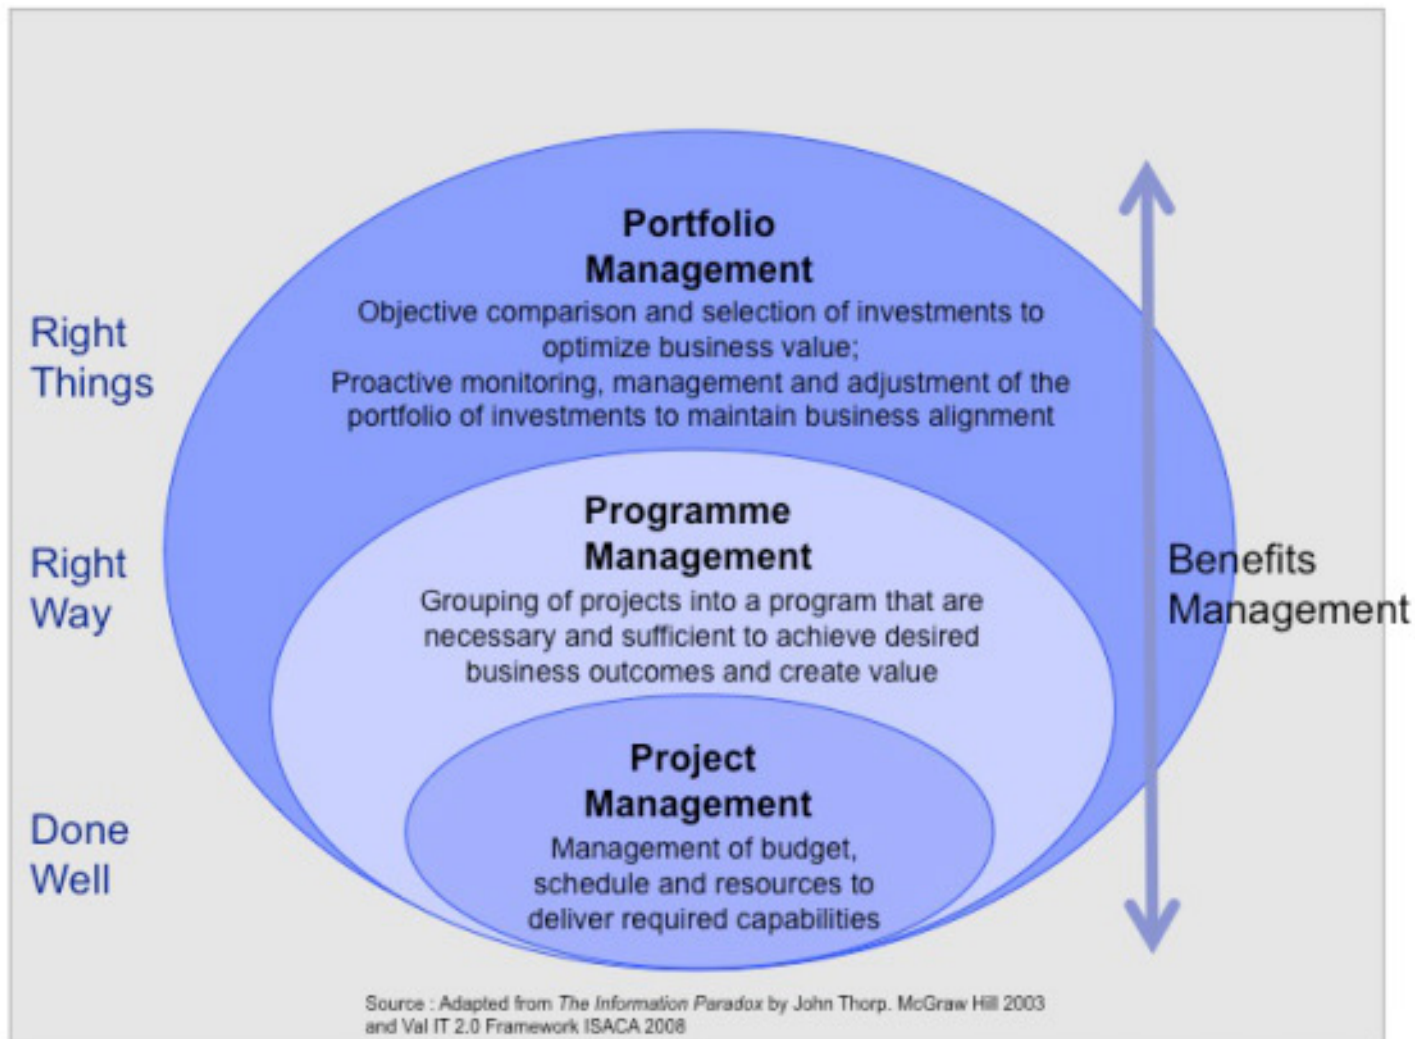 Portfolio
Management
Objective comparison and selection of investments to
optimize business value;
Proactive monitoring, management and adjustment of the
portfolio of investments to maintain business alignment
Right
Things
Programme
Management
Grouping of projects into a program that are
necessary and sufficient to achieve desired
business outcomes and create value
Right
Way
Benefits
Management
Project
Management
Management of budget,
schedule and resources to
deliver required capabilities
Done
Well
Source : Adapted from The Information Paradox by John Thorp. McGraw Hill 2003
and Val IT 2.0 Framework ISACA 2008